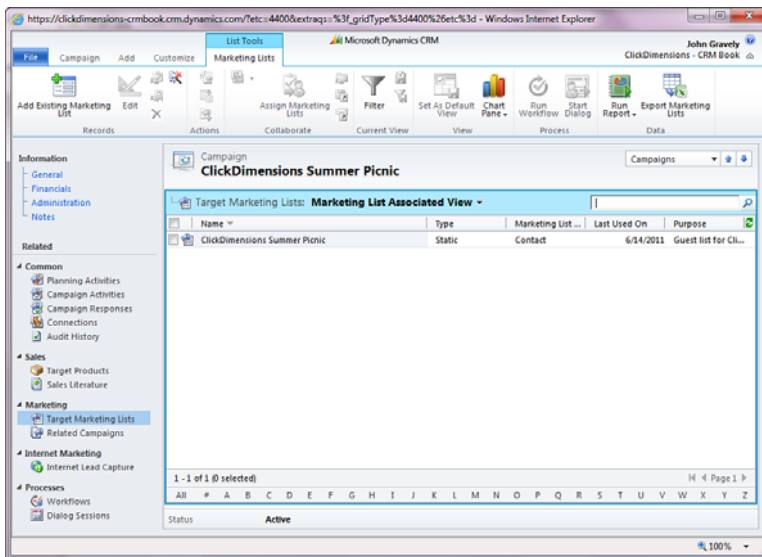 https://clickdimensions-crmbook.crm.dynamics.com/?etc=4400&extraqs=%3f_gridType%3d4400%26etc%3d - Windows Internet Explorer
List Tools
Microsoft Dynamics CRM
John Gravely
ClickDimensions - CRM Book
File Campaign Add Customize Marketing Lists
Add Existing Marketing List
Edit
Assign Marketing Lists
Filter
Set As Default View
Chart Pane
Run Workflow
Start Dialog
Run Report
Export Marketing Lists
Records Actions Collaborate Current View View Process Data
Information
General
Financials
Administration
Notes
Related
Common
Planning Activities
Campaign Activities
Campaign Responses
Connections
Audit History
Sales
Target Products
Sales Literature
Marketing
Target Marketing Lists
Related Campaigns
Internet Marketing
Internet Lead Capture
Processes
Workflows
Dialog Sessions
Campaign
ClickDimensions Summer Picnic
Campaigns
Target Marketing Lists: Marketing List Associated View
Name Type Marketing List ... Last Used On Purpose
ClickDimensions Summer Picnic Static Contact 6/14/2011 Guest list for Cli...
1 - 1 of 1 (0 selected)
Page 1
All # A B C D E F G H I J K L M N O P Q R S T U V W X Y Z
Status Active
100%